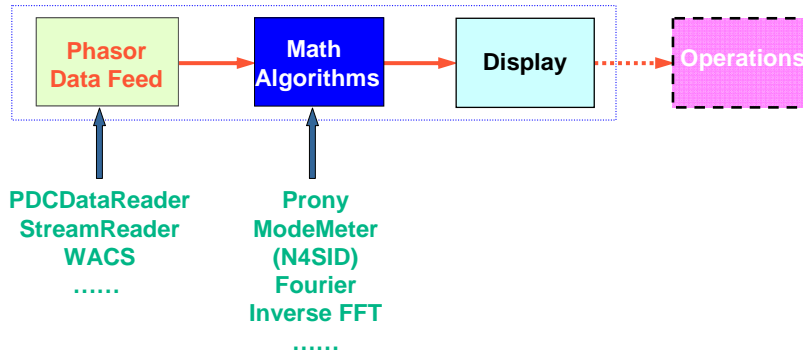 Phasor
Data Feed
Math
Algorithms
Display
Operations
PDCDataReader
StreamReader
WACS
……
Prony
ModeMeter
(N4SID)
Fourier
Inverse FFT
……